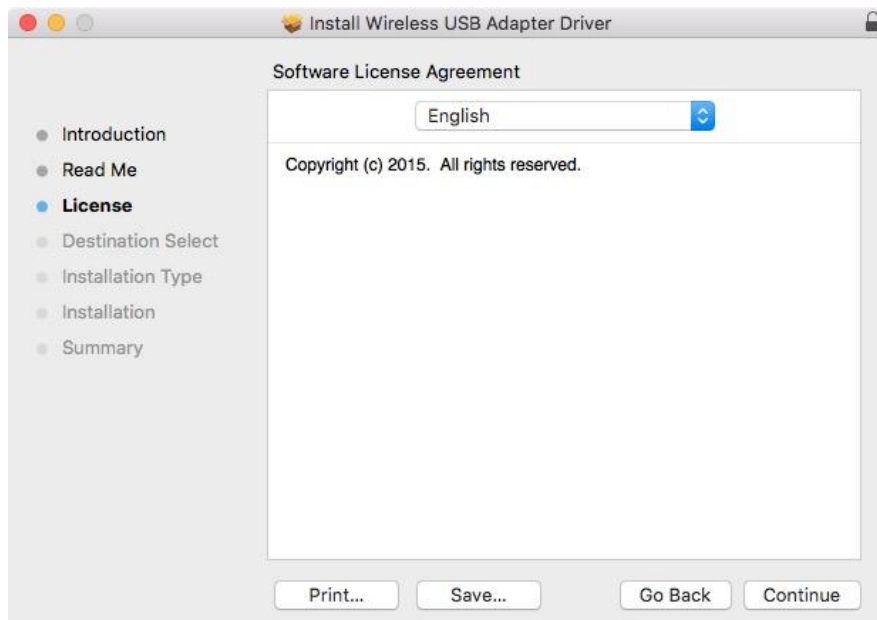 Install Wireless USB Adapter Driver
Software License Agreement
Introduction
Read Me
License
Destination Select
Installation Type
Installation
Summary
English
Copyright (c) 2015. All rights reserved.
Print...
Save...
Go Back
Continue